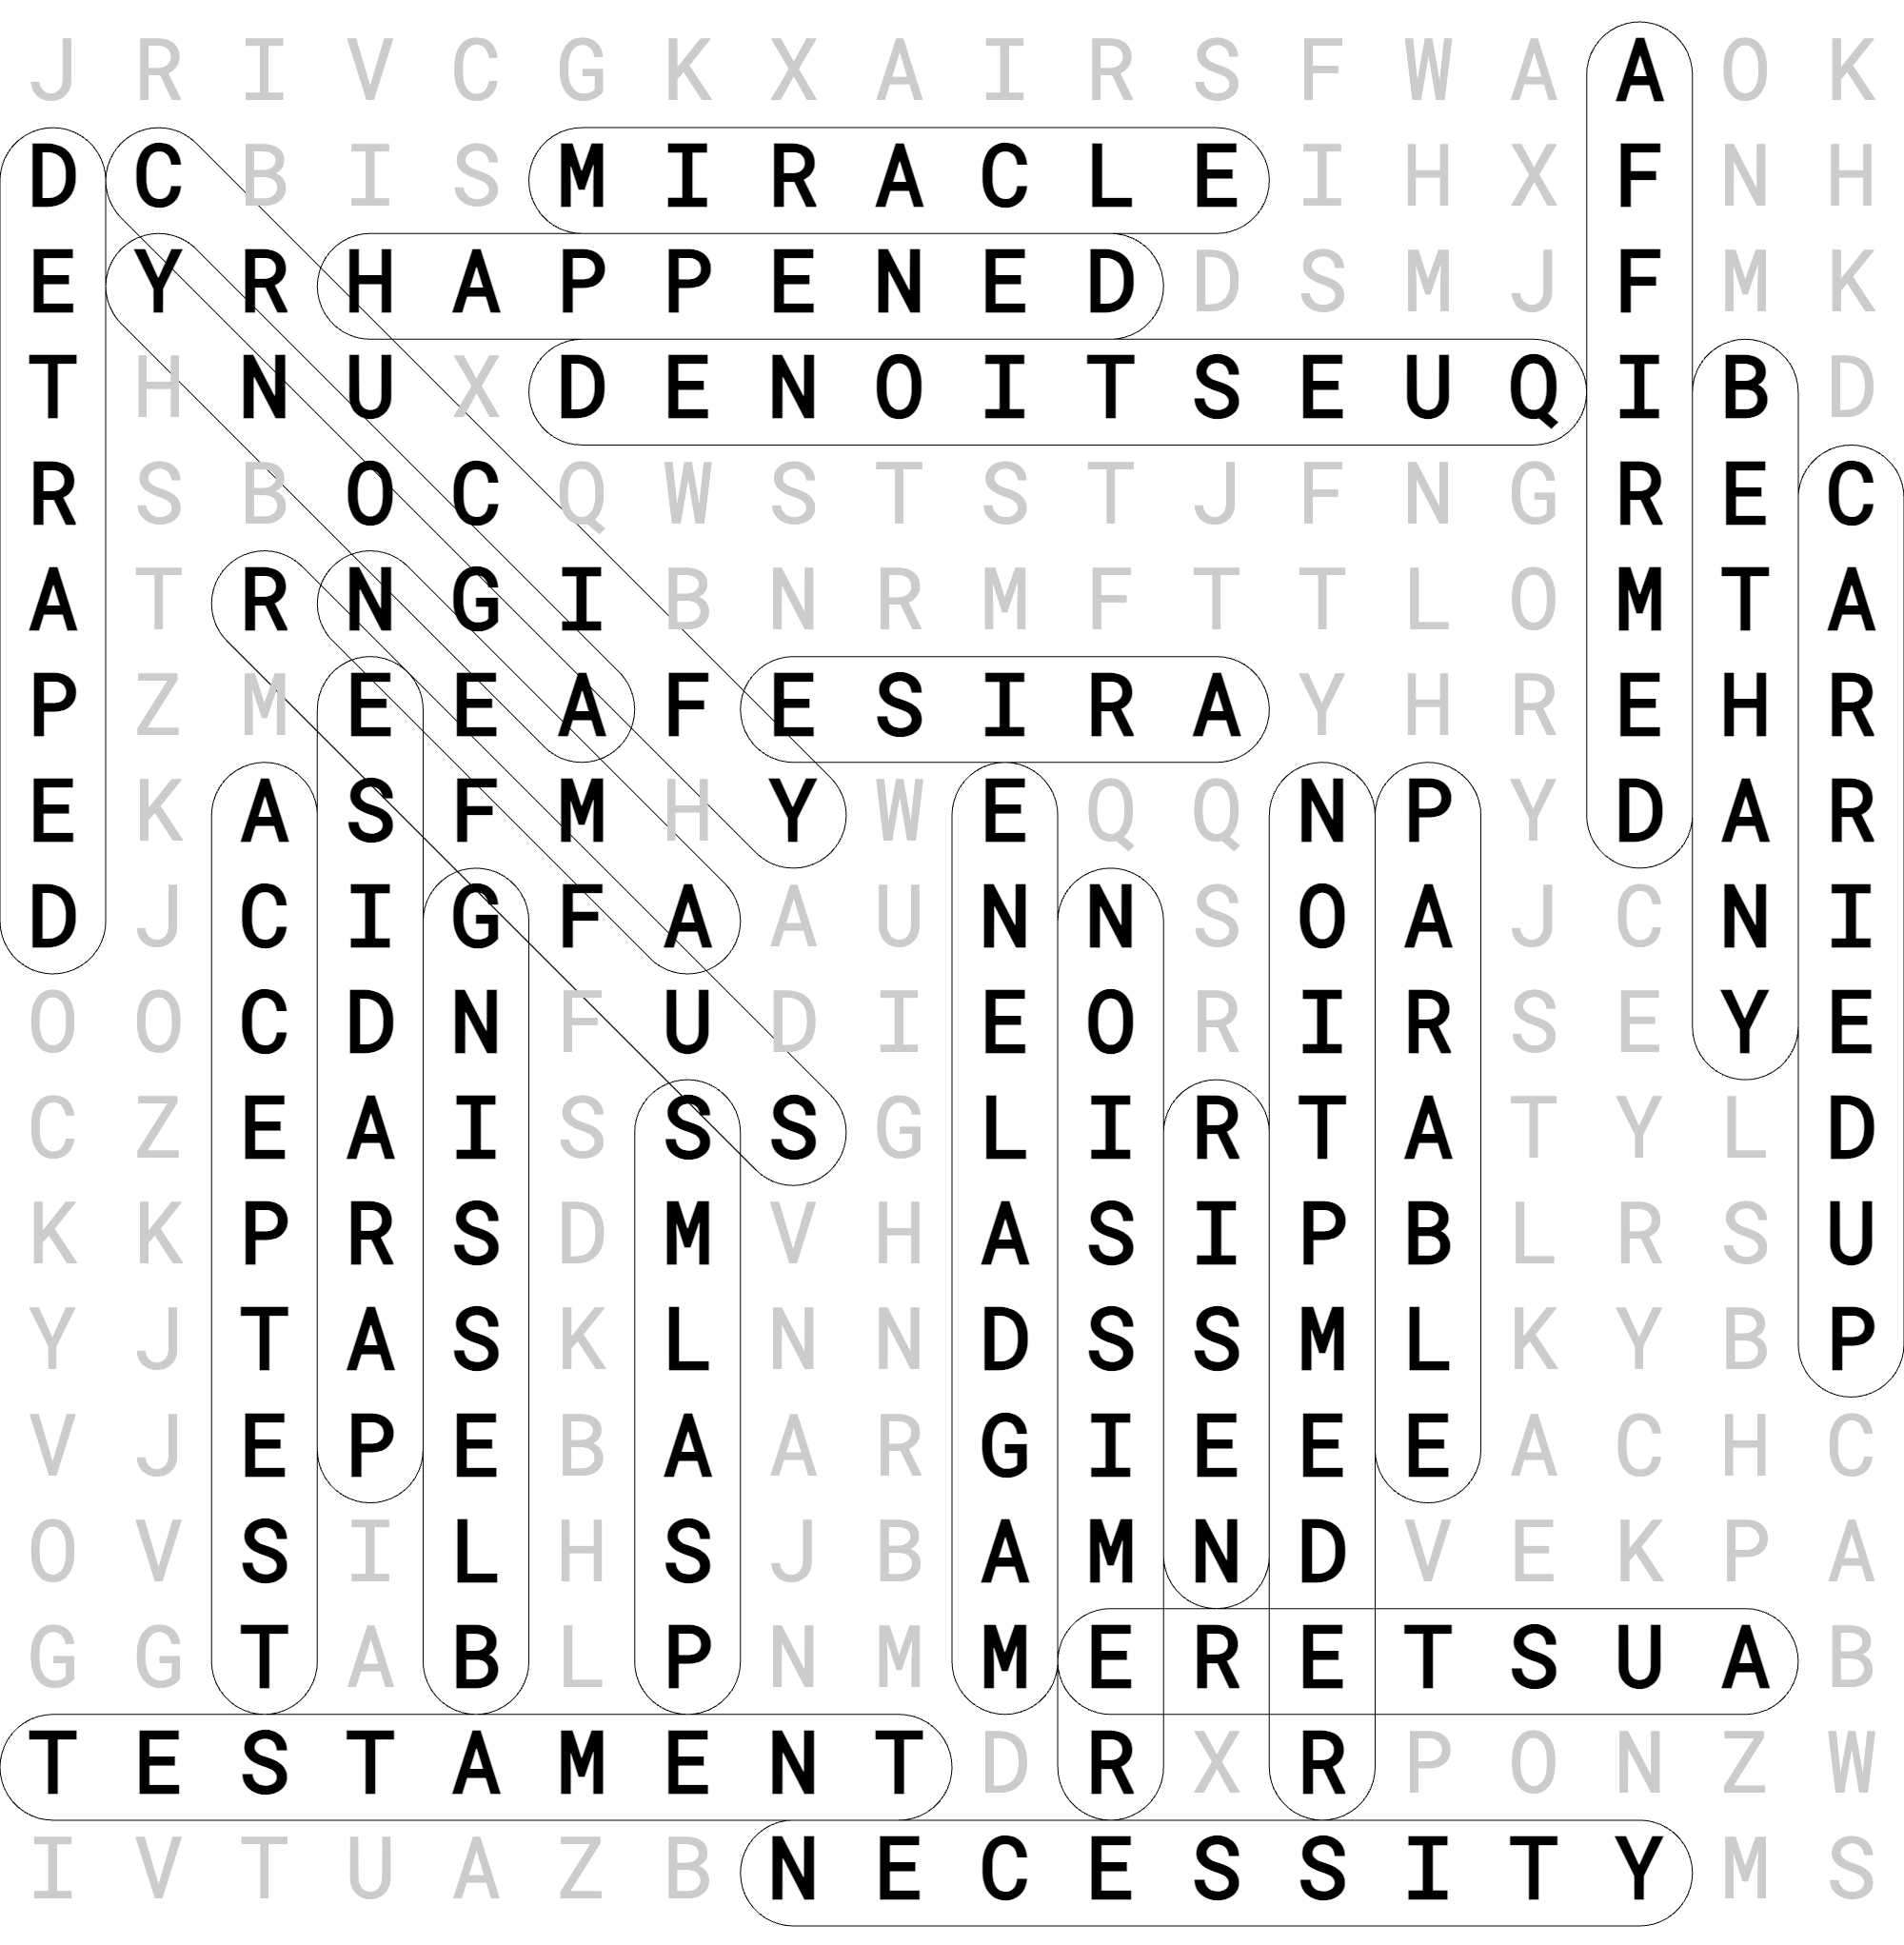 J R I V C G K X A I R S F W A A O K
D C B I S M I R A C L E I H X F N H
E Y R H A P P E N E D D S M J F M K
T H N U X D E N O I T S E U Q I B D
R S B O C Q W S T S T J F N G R E C
A T R N G I B N R M F T T L O M T A
P Z M E E A F E S I R A Y H R E H R
E K A S F M H Y W E Q Q N P Y D A R
D J C I G F A A U N N S O A J C N I
O O C D N F U D I E O R I R S E Y E
C Z E A I S S S G L I R T A T Y L D
K K P R S D M V H A S I P B L R S U
Y J T A S K L N N D S S M L K Y B P
V J E P E B A A R G I E E E A C H C
O V S I L H S J B A M N D V E K P A
G G T A B L P N M M E R E T S U A B
T E S T A M E N T D R X R P O N Z W
I V T U A Z B N E C E S S I T Y M S